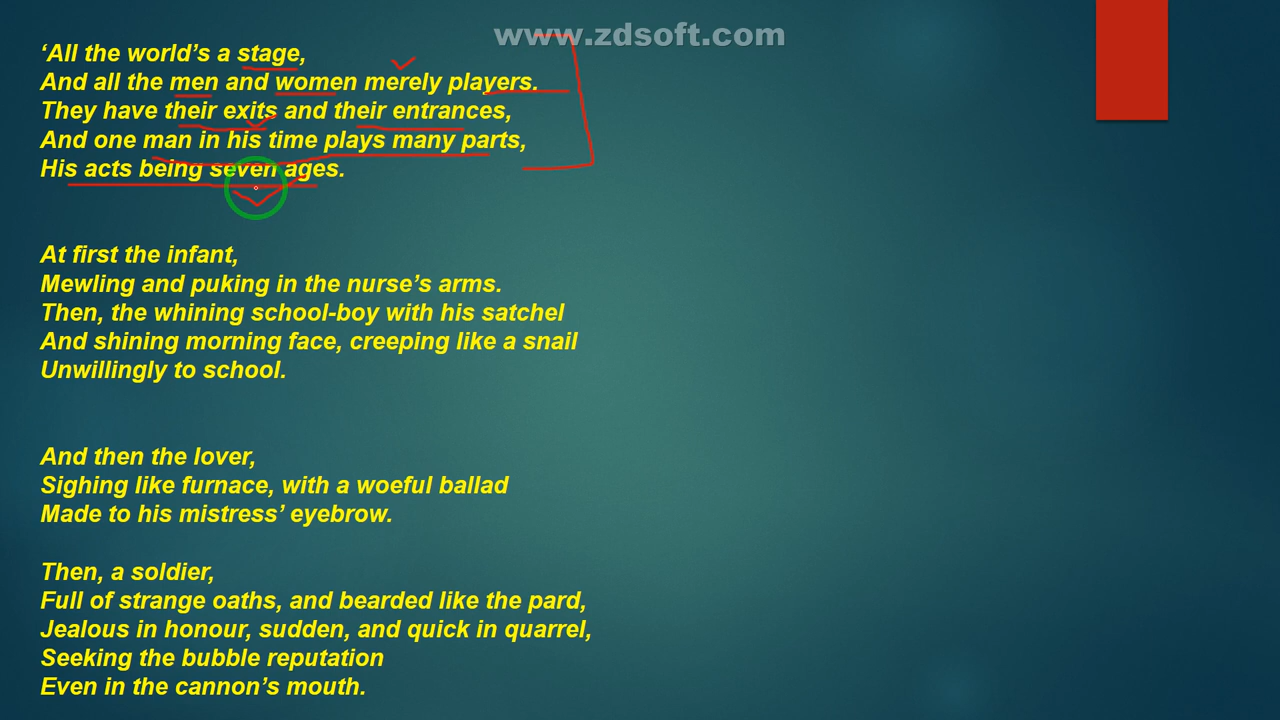 www.zdsoft.com
‘All the world’s a stage,
And all the men and women merely players.
They have their exits and their entrances,
And one man in his time plays many parts,
His acts being seven ages.
At first the infant,
Mewling and puking in the nurse’s arms.
Then, the whining school-boy with his satchel
And shining morning face, creeping like a snail
Unwillingly to school.
And then the lover,
Sighing like furnace, with a woeful ballad
Made to his mistress’ eyebrow.
Then, a soldier,
Full of strange oaths, and bearded like the pard,
Jealous in honour, sudden, and quick in quarrel,
Seeking the bubble reputation
Even in the cannon’s mouth.